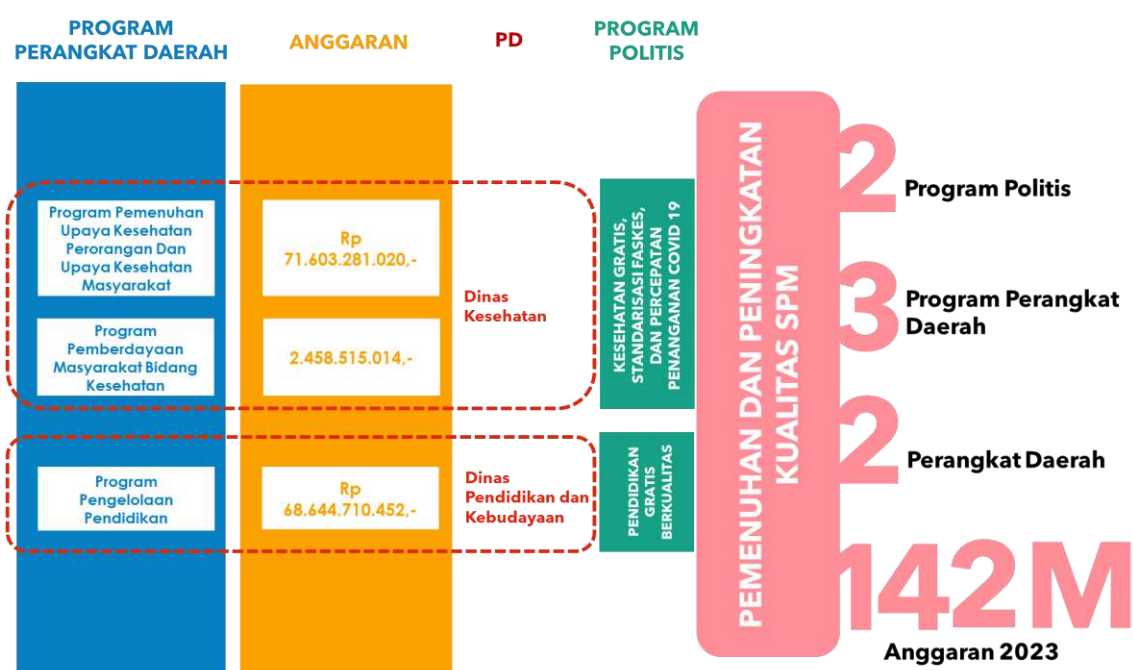 PROGRAM
PERANGKAT DAERAH
ANGGARAN
PD
PROGRAM
POLITIS
Program Pemenuhan
Upaya Kesehatan
Perorangan Dan
Upaya Kesehatan
Masyarakat
Rp
71.603.281.020,-
Program
Pemberdayaan
Masyarakat Bidang
Kesehatan
2.458.515.014,-
Dinas
Kesehatan
KESEHATAN GRATIS,
STANDARISASI FASKES,
DAN PERCEPATAN
PENANGANAN COVID 19
Program
Pengelolaan
Pendidikan
Rp
68.644.710.452,-
Dinas
Pendidikan dan
Kebudayaan
PENDIDIKAN
GRATIS
BERKUALITAS
PEMENUHAN DAN PENINGKATAN
KUALITAS SPM
2
Program Politis
3
Program Perangkat
Daerah
2
Perangkat Daerah
142 M
Anggaran 2023